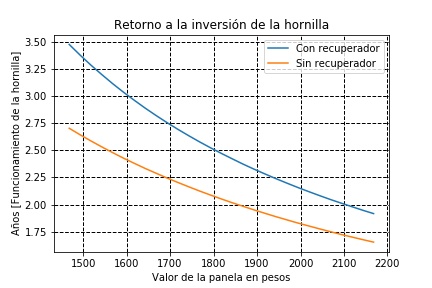 Retorno a la inversión de la hornilla
Con recuperador
Sin recuperador
Años [Funcionamiento de la hornilla]
3.50
3.25
3.00
2.75
2.50
2.25
2.00
1.75
1500 1600 1700 1800 1900 2000 2100 2200
Valor de la panela en pesos